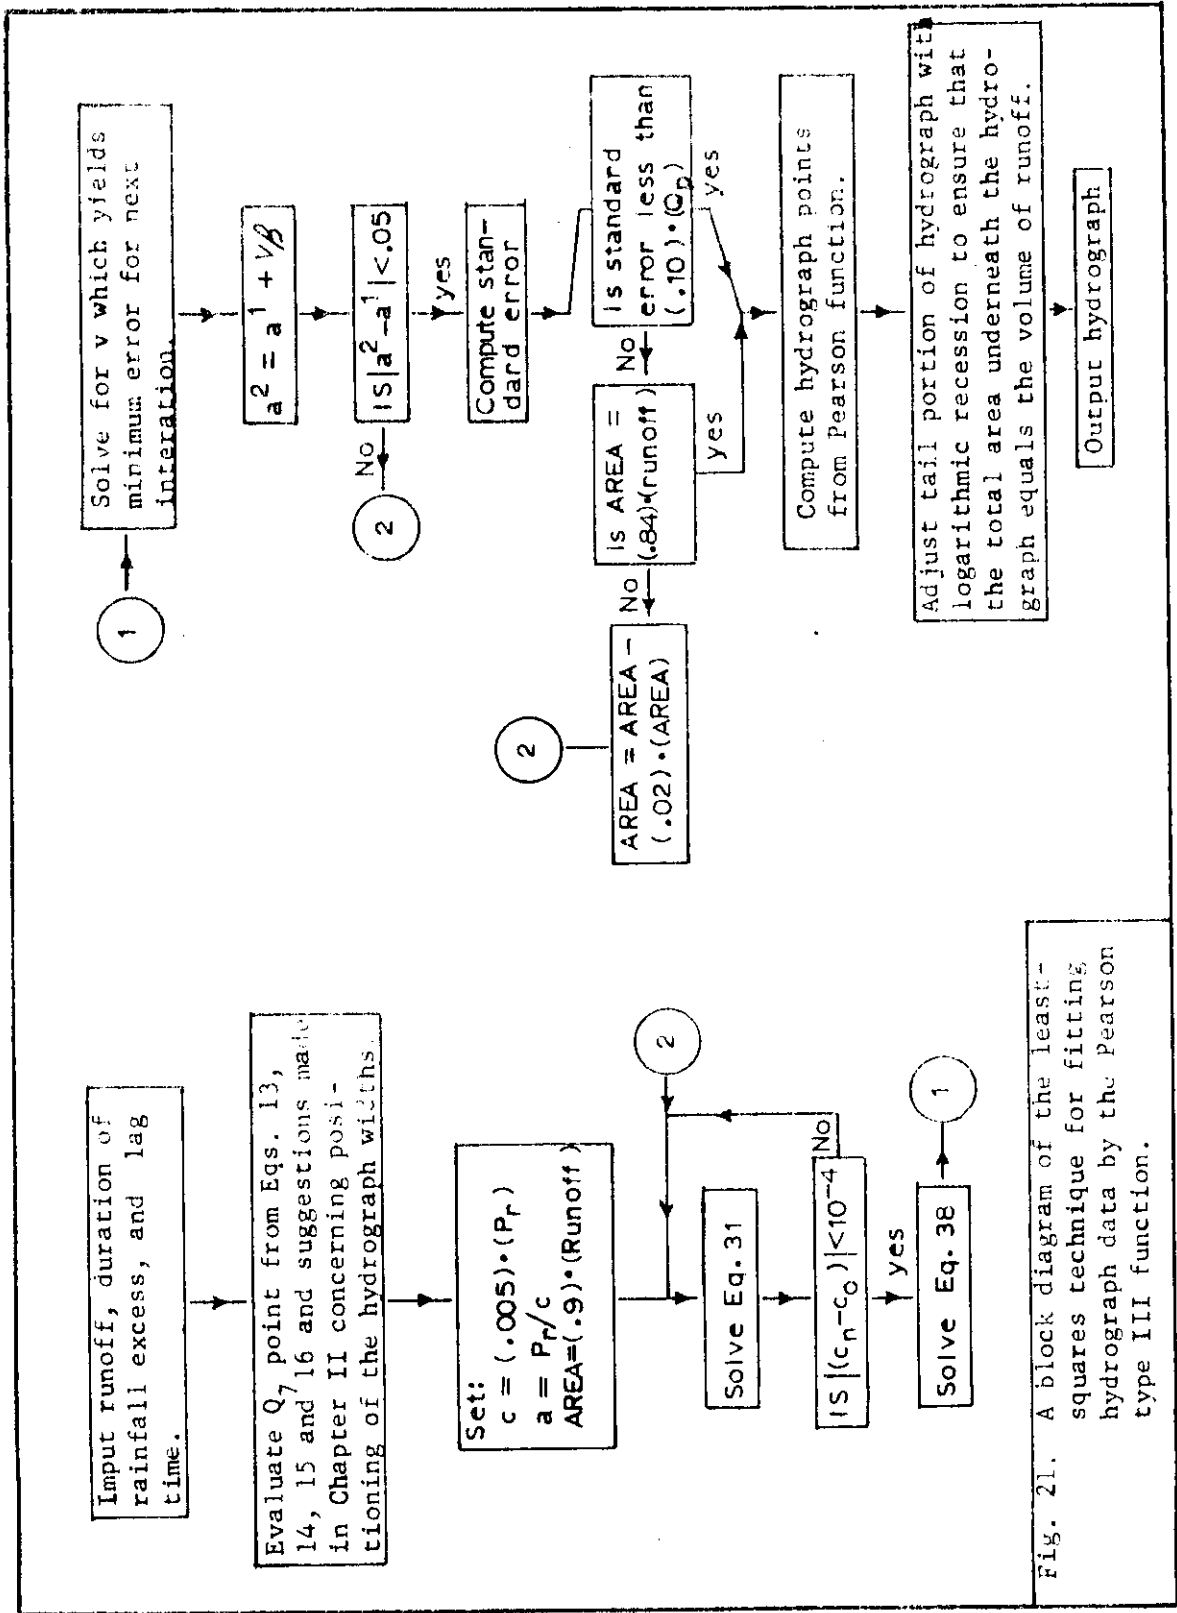 Imput runoff, duration of
rainfall excess, and lag
time.
Evaluate Q7 point from Eqs. 13,
14, 15 and 16 and suggestions made
in Chapter II concerning posi-
tioning of the hydrograph widths.
Set:
c = (.005)·(Pr)
a = Pr/c
AREA=(.9)·(Runoff)
2
Solve Eq. 31
IS |(cn-co)|<10-4
No
yes
Solve Eq. 38
1
1
Solve for v which yields
minimum error for next
interation.
a2 = a1 + Vβ
IS |a2-a1|<.05
No
2
yes
Compute stan-
dard error
Is standard
error less than
(.10)·(Qp)
No
yes
is AREA =
(.84)·(runoff)
No
yes
AREA = AREA –
(.02)·(AREA)
2
Compute hydrograph points
from Pearson function.
Adjust tail portion of hydrograph with
logarithmic recession to ensure that
the total area underneath the hydro-
graph equals the volume of runoff.
Output hydrograph
Fig. 21. A block diagram of the least-
squares technique for fitting
hydrograph data by the Pearson
type III function.